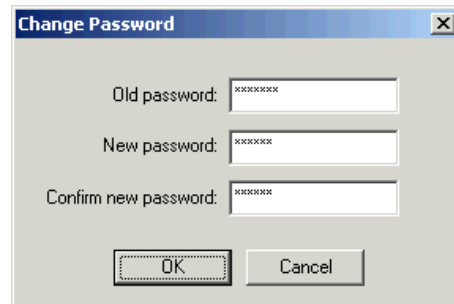 Change Password
Old password: *******
New password: ******
Confirm new password: ******
OK Cancel